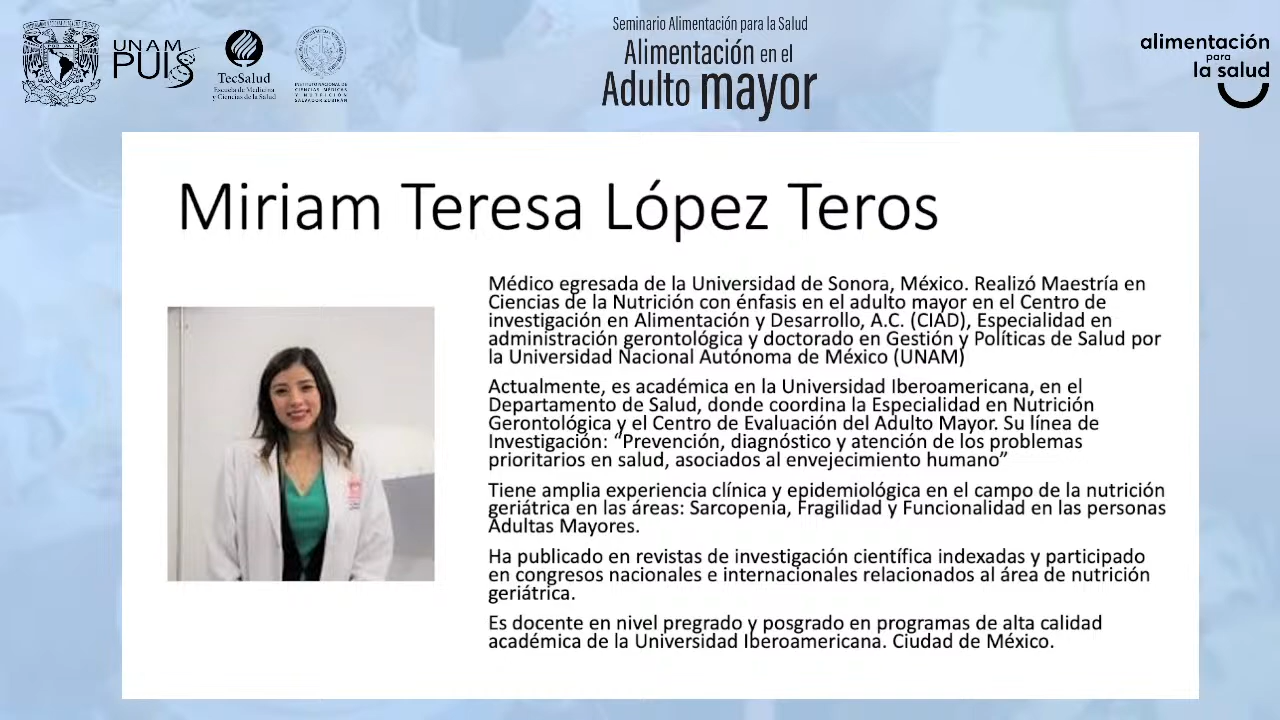 UNAM
PUIS
TecSalud
Escuela de Medicina
y Ciencias de la Salud
INSTITUTO NACIONAL DE
CIENCIAS MÉDICAS
Y NUTRICIÓN
SALVADOR ZUBIRÁN
Seminario Alimentación para la Salud
Alimentación en el
Adulto mayor
alimentación
para
la salud
Miriam Teresa López Teros
Médico egresada de la Universidad de Sonora, México. Realizó Maestría en
Ciencias de la Nutrición con énfasis en el adulto mayor en el Centro de
investigación en Alimentación y Desarrollo, A.C. (CIAD), Especialidad en
administración gerontológica y doctorado en Gestión y Políticas de Salud por
la Universidad Nacional Autónoma de México (UNAM)
Actualmente, es académica en la Universidad Iberoamericana, en el
Departamento de Salud, donde coordina la Especialidad en Nutrición
Gerontológica y el Centro de Evaluación del Adulto Mayor. Su línea de
Investigación: “Prevención, diagnóstico y atención de los problemas
prioritarios en salud, asociados al envejecimiento humano”
Tiene amplia experiencia clínica y epidemiológica en el campo de la nutrición
geriátrica en las áreas: Sarcopenia, Fragilidad y Funcionalidad en las personas
Adultas Mayores.
Ha publicado en revistas de investigación científica indexadas y participado
en congresos nacionales e internacionales relacionados al área de nutrición
geriátrica.
Es docente en nivel pregrado y posgrado en programas de alta calidad
académica de la Universidad Iberoamericana. Ciudad de México.